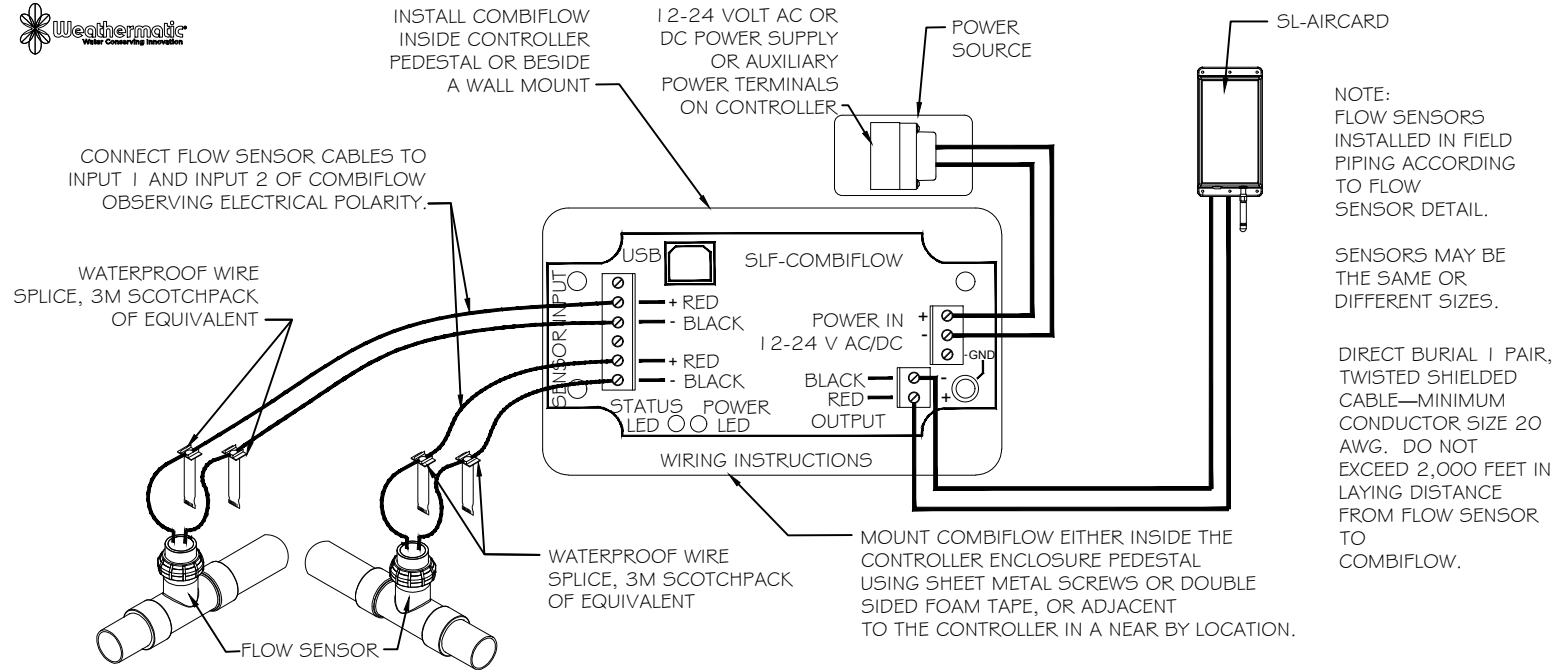 Weathermatic
Water Conserving Innovation
INSTALL COMBIFLOW
INSIDE CONTROLLER
PEDESTAL OR BESIDE
A WALL MOUNT
12-24 VOLT AC OR
DC POWER SUPPLY
OR AUXILIARY
POWER TERMINALS
ON CONTROLLER
POWER
SOURCE
SL-AIRCARD
NOTE:
FLOW SENSORS
INSTALLED IN FIELD
PIPING ACCORDING
TO FLOW
SENSOR DETAIL.
SENSORS MAY BE
THE SAME OR
DIFFERENT SIZES.
DIRECT BURIAL 1 PAIR,
TWISTED SHIELDED
CABLE—MINIMUM
CONDUCTOR SIZE 20
AWG. DO NOT
EXCEED 2,000 FEET IN
LAYING DISTANCE
FROM FLOW SENSOR
TO
COMBIFLOW.
CONNECT FLOW SENSOR CABLES TO
INPUT 1 AND INPUT 2 OF COMBIFLOW
OBSERVING ELECTRICAL POLARITY.
WATERPROOF WIRE
SPLICE, 3M SCOTCHPACK
OF EQUIVALENT
USB
SLF-COMBIFLOW
SENSOR INPUT
+ RED
- BLACK
+ RED
- BLACK
POWER IN +
12-24 V AC/DC -
-GND
BLACK -
RED +
OUTPUT
STATUS POWER
LED LED
WIRING INSTRUCTIONS
WATERPROOF WIRE
SPLICE, 3M SCOTCHPACK
OF EQUIVALENT
MOUNT COMBIFLOW EITHER INSIDE THE
CONTROLLER ENCLOSURE PEDESTAL
USING SHEET METAL SCREWS OR DOUBLE
SIDED FOAM TAPE, OR ADJACENT
TO THE CONTROLLER IN A NEAR BY LOCATION.
FLOW SENSOR